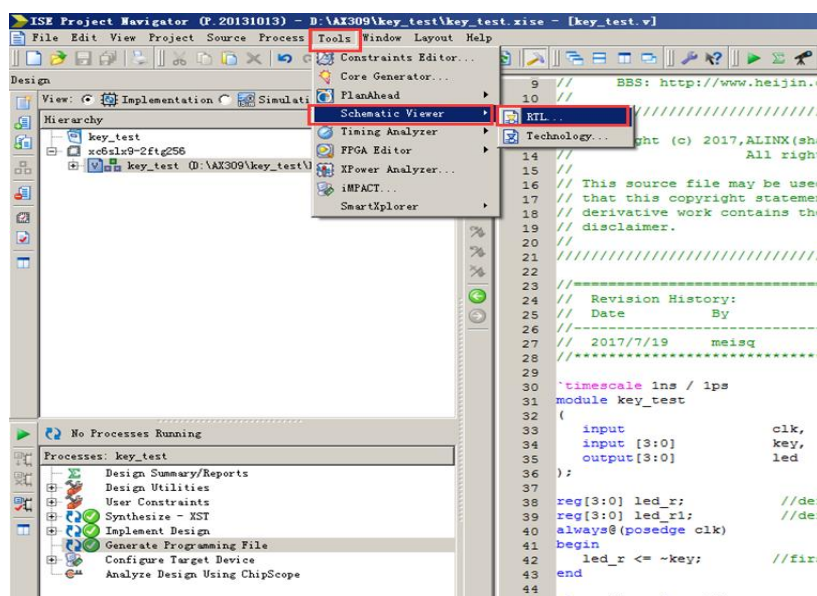 ISE Project Navigator (P.20131013) - D:\AX309\key_test\key_test.xise - [key_test.v]
File Edit View Project Source Process Tools Window Layout Help
Constraints Editor...
Core Generator...
PlanAhead
Schematic Viewer
RTL...
Technology...
Timing Analyzer
FPGA Editor
XPower Analyzer...
iMPACT...
SmartXplorer
Design
View: Implementation Simulati
Hierarchy
key_test
xc6slx9-2ftg256
key_test (D:\AX309\key_test\
No Processes Running
Processes: key_test
Design Summary/Reports
Design Utilities
User Constraints
Synthesize - XST
Implement Design
Generate Programming File
Configure Target Device
Analyze Design Using ChipScope
9 // BBS: http://www.heijin.
10 //
ght (c) 2017,ALINX(sha
14 // All righ
15 //
16 // This source file may be used
17 // that this copyright stateme
18 // derivative work contains the
19 // disclaimer.
20 //
21 //////////////////////////////
22
23 //==============================
24 // Revision History:
25 // Date By
26 //------------------------------
27 // 2017/7/19 meisq
28 //******************************
29
30 `timescale 1ns / 1ps
31 module key_test
32 (
33 input clk,
34 input [3:0] key,
35 output[3:0] led
36 );
37
38 reg[3:0] led_r; //de
39 reg[3:0] led_r1; //de
40 always@(posedge clk)
41 begin
42 led_r <= ~key; //firs
43 end
44